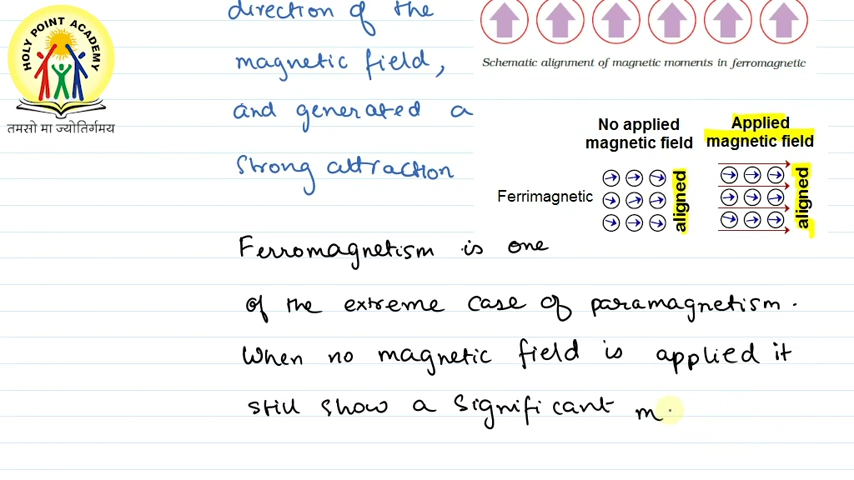 HOLY POINT ACADEMY
तमसो मा ज्योतिर्गमय
direction of the
magnetic field,
and generated a
strong attraction
Schematic alignment of magnetic moments in ferromagnetic
No applied
magnetic field
Applied
magnetic field
Ferrimagnetic
aligned
aligned
Ferromagnetism is one
of the extreme case of paramagnetism.
When no magnetic field is applied it
still show a significant m